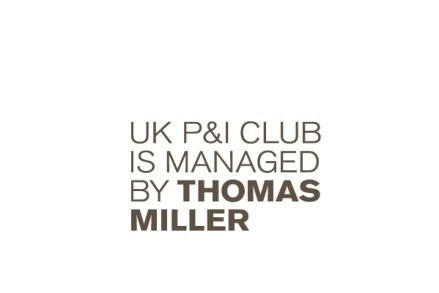 UK P&I CLUB
IS MANAGED
BY THOMAS
MILLER